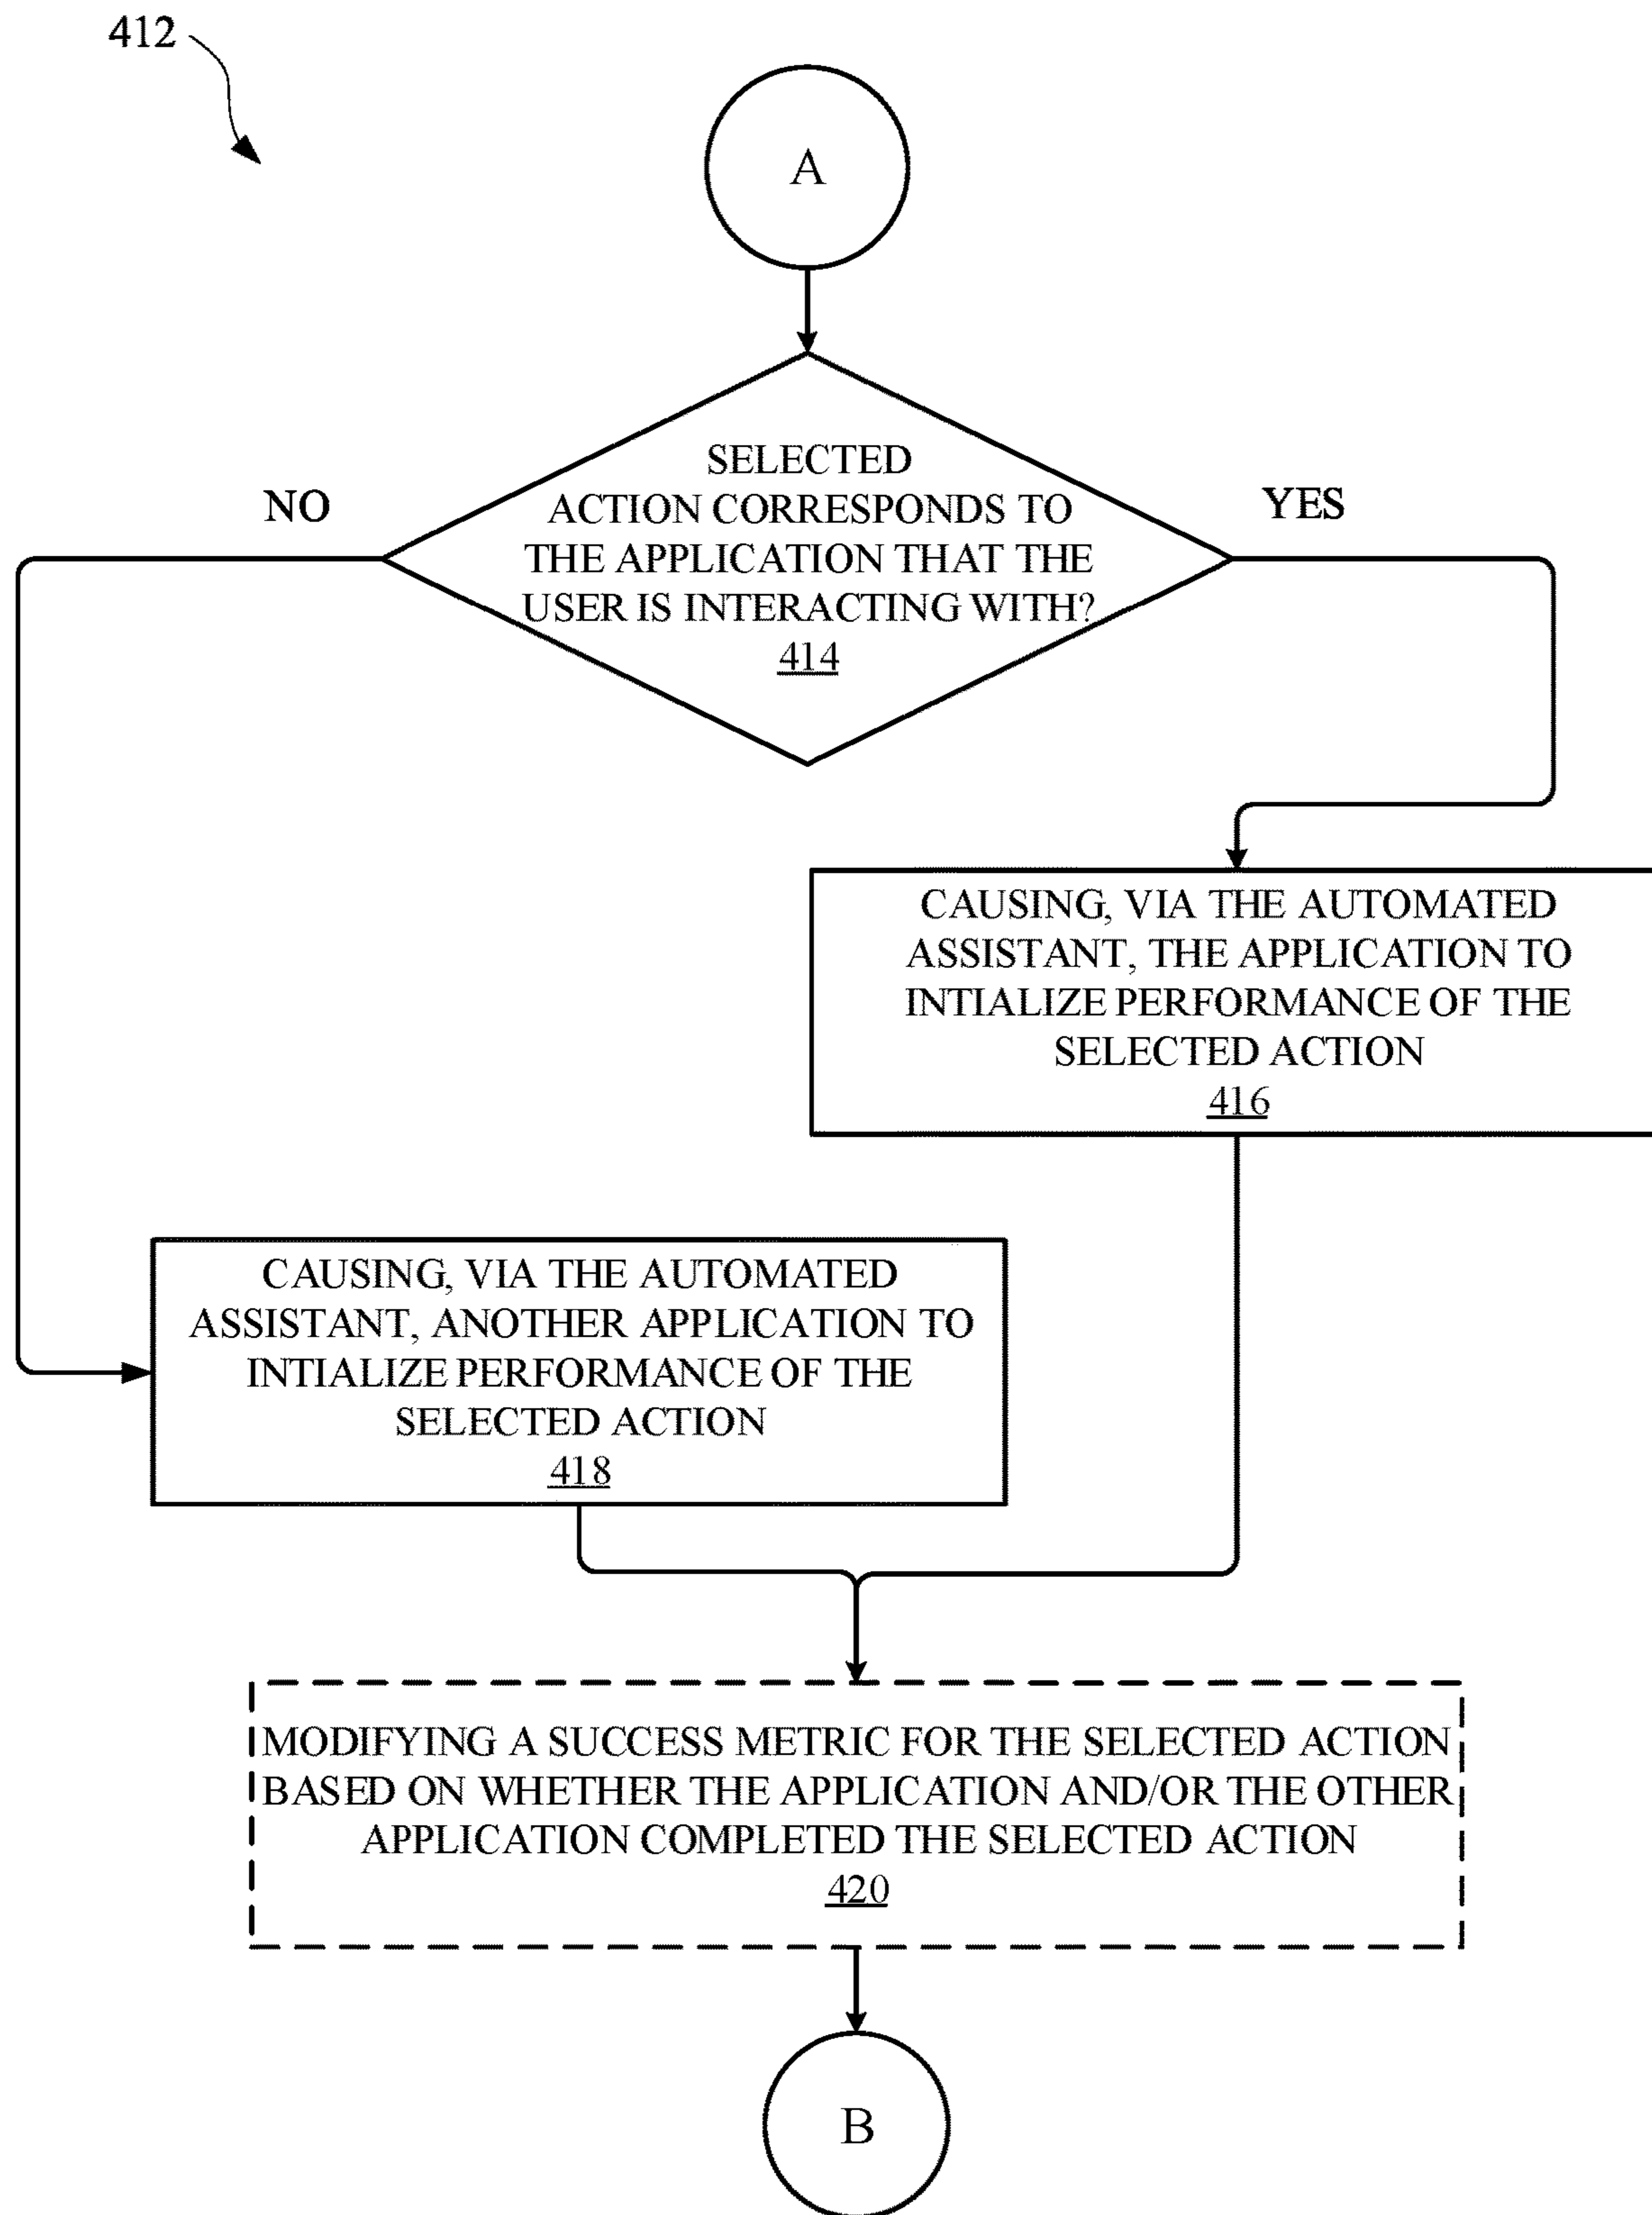 412
A
SELECTED
ACTION CORRESPONDS TO
THE APPLICATION THAT THE
USER IS INTERACTING WITH?
414
NO
YES
CAUSING, VIA THE AUTOMATED
ASSISTANT, THE APPLICATION TO
INTIALIZE PERFORMANCE OF THE
SELECTED ACTION
416
CAUSING, VIA THE AUTOMATED
ASSISTANT, ANOTHER APPLICATION TO
INTIALIZE PERFORMANCE OF THE
SELECTED ACTION
418
MODIFYING A SUCCESS METRIC FOR THE SELECTED ACTION
BASED ON WHETHER THE APPLICATION AND/OR THE OTHER
APPLICATION COMPLETED THE SELECTED ACTION
420
B